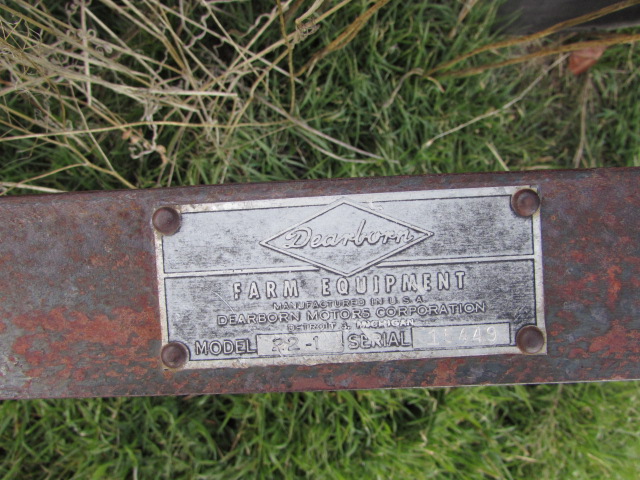 Dearborn
FARM EQUIPMENT
MANUFACTURED IN U.S.A.
DEARBORN MOTORS CORPORATION
DETROIT 3, MICHIGAN
MODEL 22-1 SERIAL